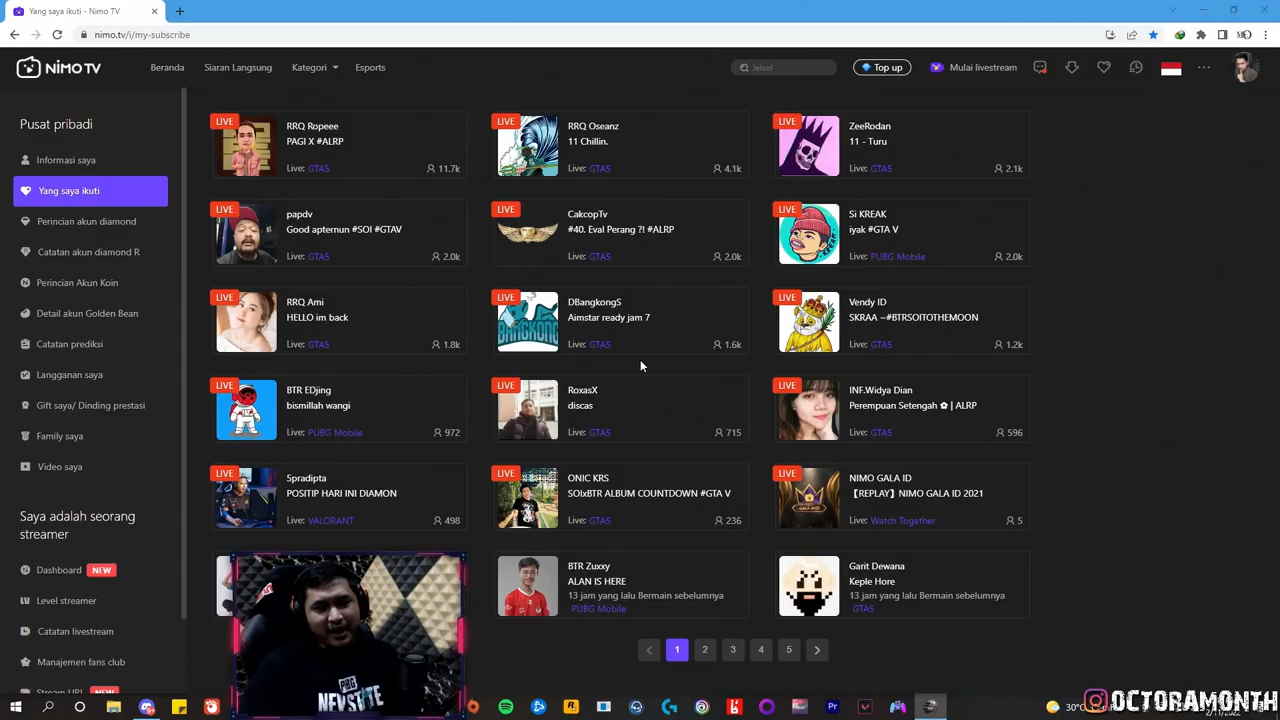 Yang saya ikuti - Nimo TV
nimo.tv/i/my-subscribe
NIMO TV
Beranda
Siaran Langsung
Kategori
Esports
Jelool
Top up
Mulai livestream
Pusat pribadi
Informasi saya
Yang saya ikuti
Perincian akun diamond
Catatan akun diamond R
Perincian Akun Koin
Detail akun Golden Bean
Catatan prediksi
Langganan saya
Gift saya/ Dinding prestasi
Family saya
Video saya
Saya adalah seorang
streamer
Dashboard NEW
Level streamer
Catatan livestream
Manajemen fans club
Stream URL NEW
LIVE
RRQ Ropeee
PAGI X #ALRP
Live: GTA5 11.7k
LIVE
RRQ Oseanz
11 Chillin.
Live: GTA5 4.1k
LIVE
ZeeRodan
11 - Turu
Live: GTA5 2.1k
LIVE
papdv
Good apternun #SOI #GTAV
Live: GTA5 2.0k
LIVE
CakcopTv
#40. Eval Perang ?! #ALRP
Live: GTA5 2.0k
LIVE
Si KREAK
iyak #GTA V
Live: PUBG Mobile 2.0k
LIVE
RRQ Ami
HELLO im back
Live: GTA5 1.8k
LIVE
BANGKONG
DBangkongS
Aimstar ready jam 7
Live: GTA5 1.6k
LIVE
Vendy ID
SKRAA ~#BTRSOITOTHEMOON
Live: GTA5 1.2k
LIVE
BTR EDjing
bismillah wangi
Live: PUBG Mobile 972
LIVE
RoxasX
discas
Live: GTA5 715
LIVE
INF.Widya Dian
Perempuan Setengah ✿ | ALRP
Live: GTA5 596
LIVE
5pradipta
POSITIP HARI INI DIAMON
Live: VALORANT 498
LIVE
ONIC KRS
SOIxBTR ALBUM COUNTDOWN #GTA V
Live: GTA5 236
LIVE
NIMO GALA ID
【REPLAY】NIMO GALA ID 2021
Live: Watch Together 5
BTR Zuxxy
ALAN IS HERE
13 jam yang lalu Bermain sebelumnya
PUBG Mobile
Garit Dewana
Keple Hore
13 jam yang lalu Bermain sebelumnya
GTA5
1 2 3 4 5
PUBG
NEW STATE
OCTORAMONTH
30°C